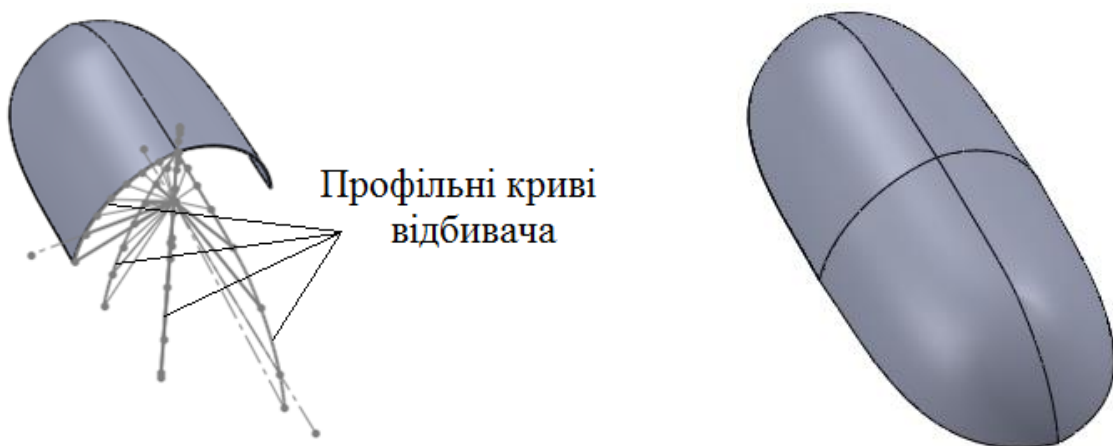 Профільні криві
відбивача